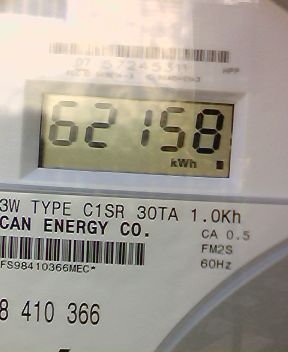 62158
kWh
3W TYPE C1SR 30TA 1.0Kh
CAN ENERGY CO.
CA 0.5
FM2S
FS98410366MEC*
60Hz
8 410 366